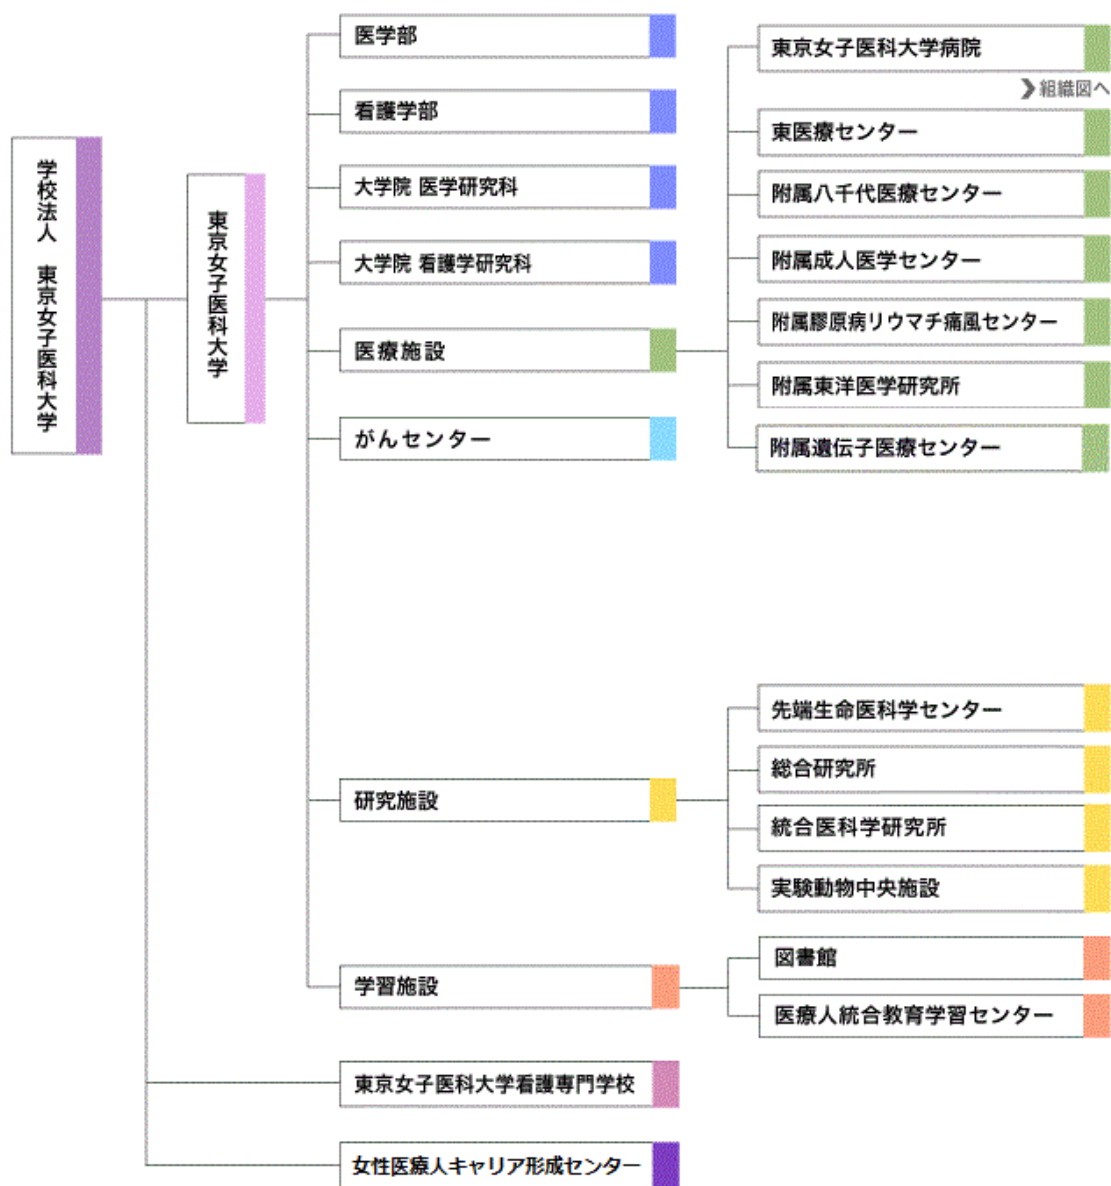 学校法人　東京女子医科大学
東京女子医科大学
医学部
看護学部
大学院 医学研究科
大学院 看護学研究科
医療施設
東京女子医科大学病院
❯組織図へ
東医療センター
附属八千代医療センター
附属成人医学センター
附属膠原病リウマチ痛風センター
附属東洋医学研究所
附属遺伝子医療センター
がんセンター
研究施設
先端生命医科学センター
総合研究所
統合医科学研究所
実験動物中央施設
学習施設
図書館
医療人統合教育学習センター
東京女子医科大学看護専門学校
女性医療人キャリア形成センター